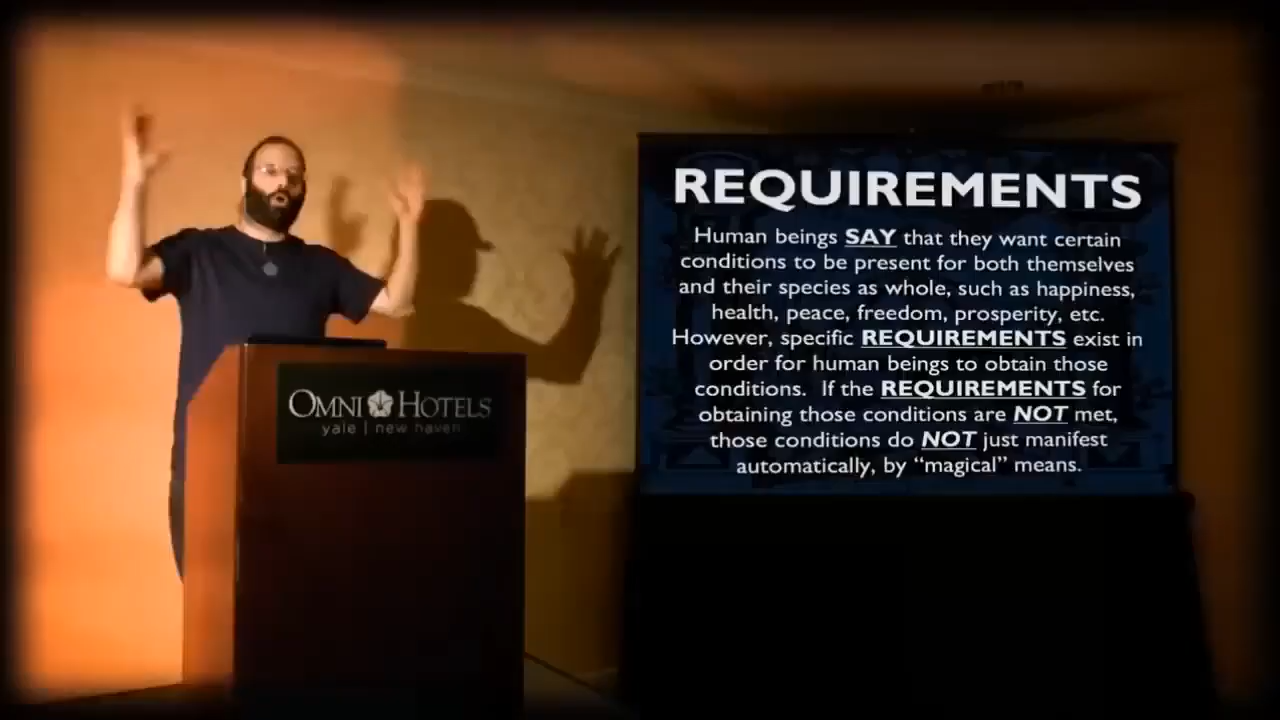 OMNI HOTELS
yale | new haven
REQUIREMENTS
Human beings SAY that they want certain
conditions to be present for both themselves
and their species as whole, such as happiness,
health, peace, freedom, prosperity, etc.
However, specific REQUIREMENTS exist in
order for human beings to obtain those
conditions.  If the REQUIREMENTS for
obtaining those conditions are NOT met,
those conditions do NOT just manifest
automatically, by “magical” means.